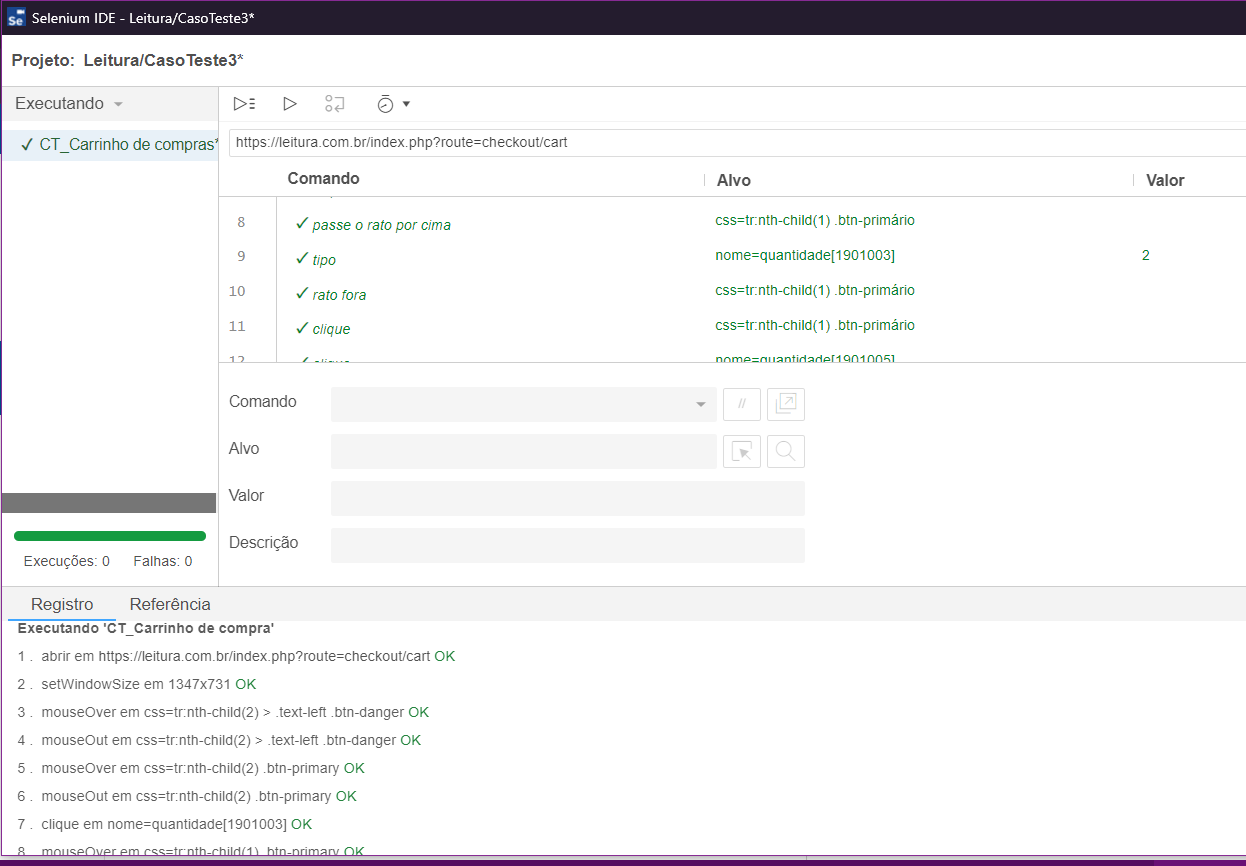 Selenium IDE - Leitura/CasoTeste3*
Projeto: Leitura/CasoTeste3*
Executando
✓ CT_Carrinho de compras*
https://leitura.com.br/index.php?route=checkout/cart
Comando Alvo Valor
8 ✓ passe o rato por cima css=tr:nth-child(1) .btn-primário
9 ✓ tipo nome=quantidade[1901003] 2
10 ✓ rato fora css=tr:nth-child(1) .btn-primário
11 ✓ clique css=tr:nth-child(1) .btn-primário
12 ✓ clique nome=quantidade[1901005]
Comando //
Alvo
Valor
Descrição
Execuções: 0 Falhas: 0
Registro Referência
Executando 'CT_Carrinho de compra'
1 . abrir em https://leitura.com.br/index.php?route=checkout/cart OK
2 . setWindowSize em 1347x731 OK
3 . mouseOver em css=tr:nth-child(2) > .text-left .btn-danger OK
4 . mouseOut em css=tr:nth-child(2) > .text-left .btn-danger OK
5 . mouseOver em css=tr:nth-child(2) .btn-primary OK
6 . mouseOut em css=tr:nth-child(2) .btn-primary OK
7 . clique em nome=quantidade[1901003] OK
8 . mouseOver em css=tr:nth-child(1) .btn-primary OK